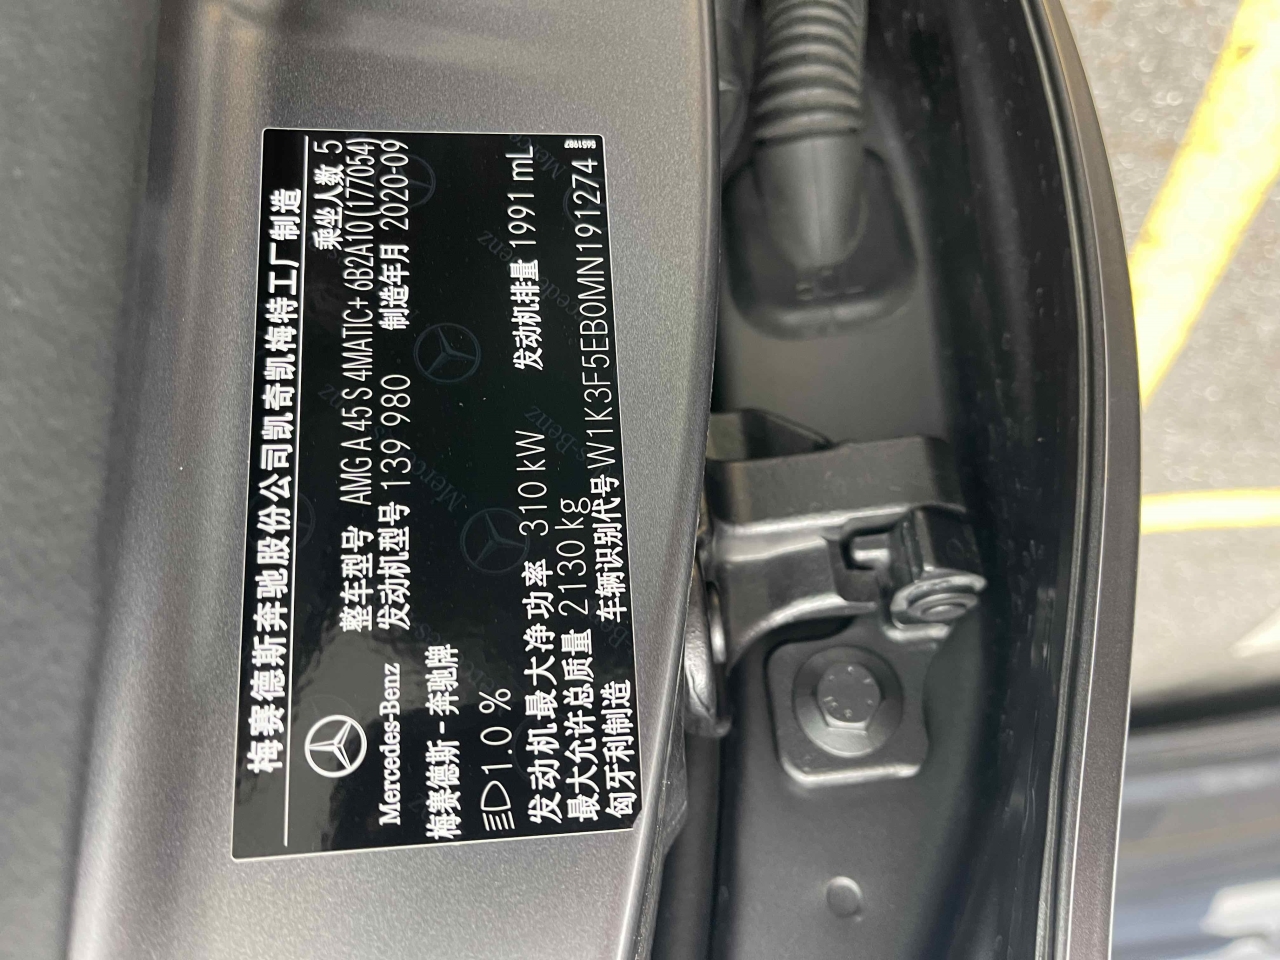 梅赛德斯奔驰股份公司凯奇凯梅特工厂制造
整车型号 AMG A 45 S 4MATIC+ 6B2A10(177054) 乘坐人数 5
发动机型号 139 980 制造年月 2020-09
Mercedes-Benz
梅赛德斯-奔驰牌
1.0 %
发动机最大净功率 310 kW 发动机排量 1991 mL
最大允许总质量 2130 kg
匈牙利制造 车辆识别代号 W1K3F5EB0MN191274